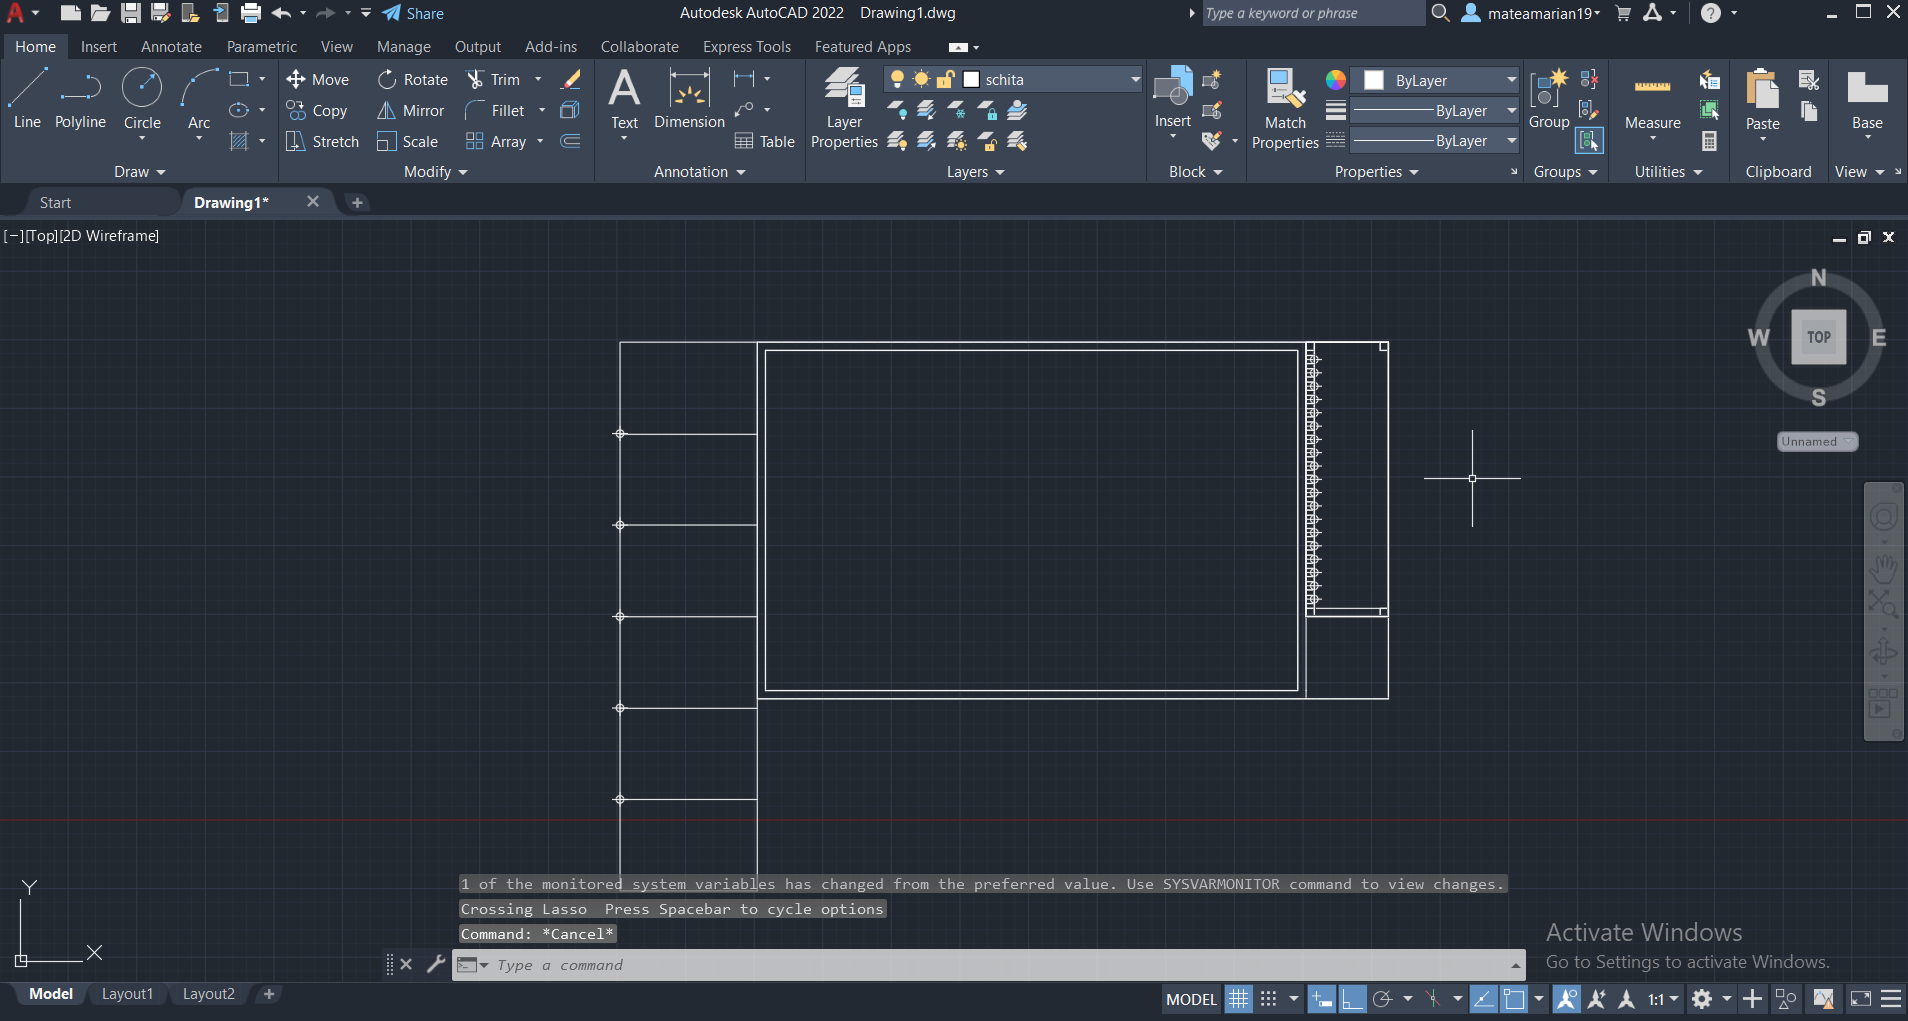 Share
Autodesk AutoCAD 2022 Drawing1.dwg
Type a keyword or phrase
mateamarian19
Home Insert Annotate Parametric View Manage Output Add-ins Collaborate Express Tools Featured Apps
Line Polyline Circle Arc
Draw
Move Rotate Trim
Copy Mirror Fillet
Stretch Scale Array
Modify
Text Dimension Table
Annotation
Layer Properties
schita
Layers
Insert
Block
Match Properties
ByLayer
ByLayer
ByLayer
Properties
Group
Groups
Measure
Utilities
Paste
Clipboard
Base
View
Start Drawing1*
[−][Top][2D Wireframe]
N
W TOP E
S
Unnamed
Y
X
1 of the monitored system variables has changed from the preferred value. Use SYSVARMONITOR command to view changes.
Crossing Lasso Press Spacebar to cycle options
Command: *Cancel*
Type a command
Activate Windows
Go to Settings to activate Windows.
Model Layout1 Layout2
MODEL 1:1